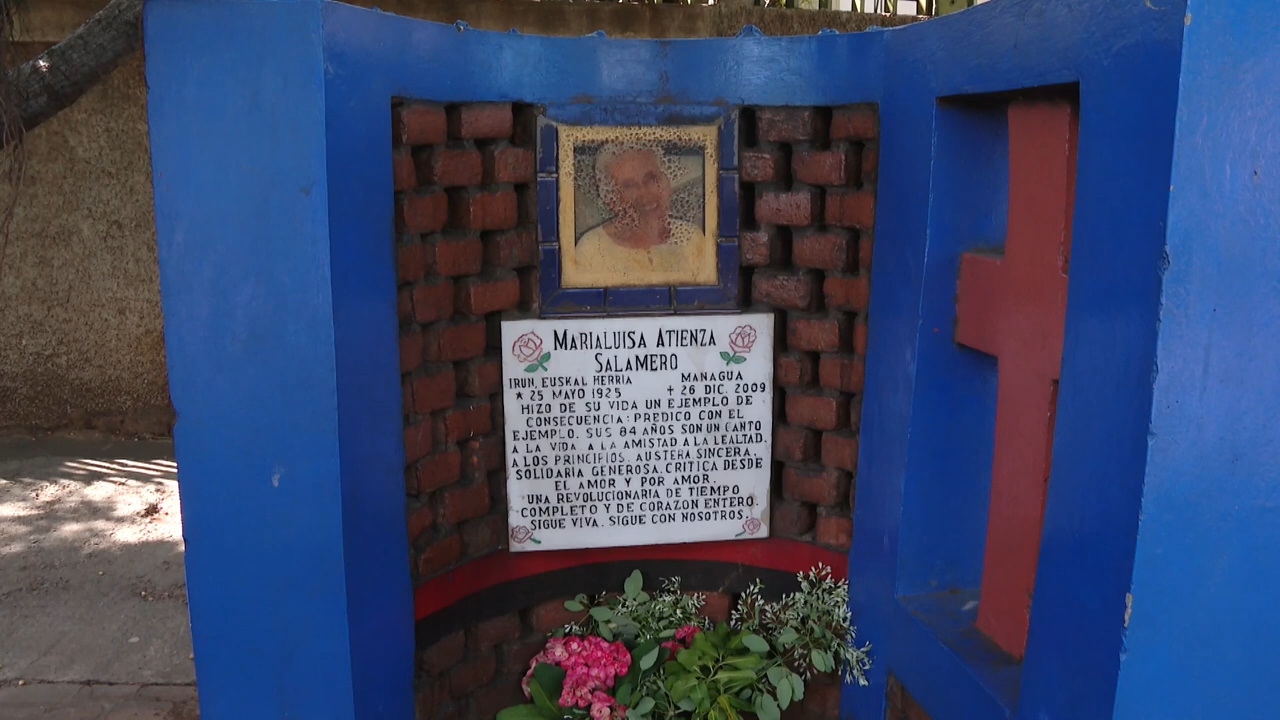 MARIALUISA ATIENZA
SALAMERO
IRUN, EUSKAL HERRIA MANAGUA
★ 25 MAYO 1925 + 26 DIC. 2009
HIZO DE SU VIDA UN EJEMPLO DE
CONSECUENCIA: PREDICO CON EL
EJEMPLO. SUS 84 AÑOS SON UN CANTO
A LA VIDA, A LA AMISTAD A LA LEALTAD,
A LOS PRINCIPIOS. AUSTERA, SINCERA,
SOLIDARIA GENEROSA. CRITICA DESDE
EL AMOR Y POR AMOR.
UNA REVOLUCIONARIA DE TIEMPO
COMPLETO Y DE CORAZON ENTERO.
SIGUE VIVA. SIGUE CON NOSOTROS.